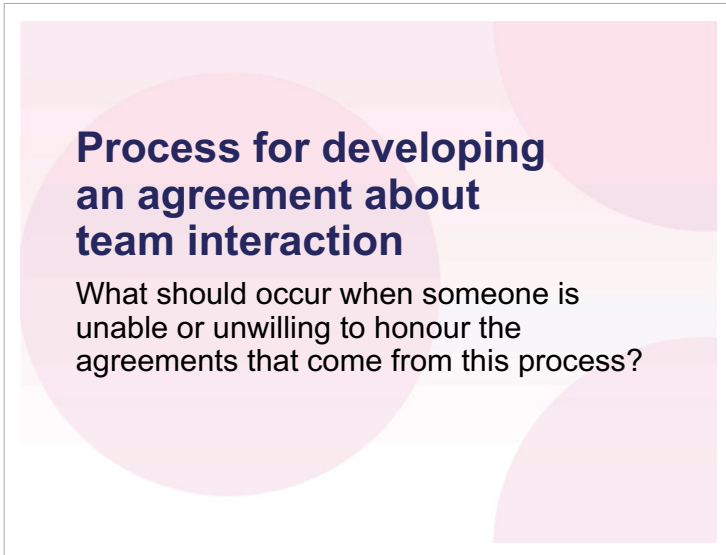 Process for developing
an agreement about
team interaction
What should occur when someone is
unable or unwilling to honour the
agreements that come from this process?